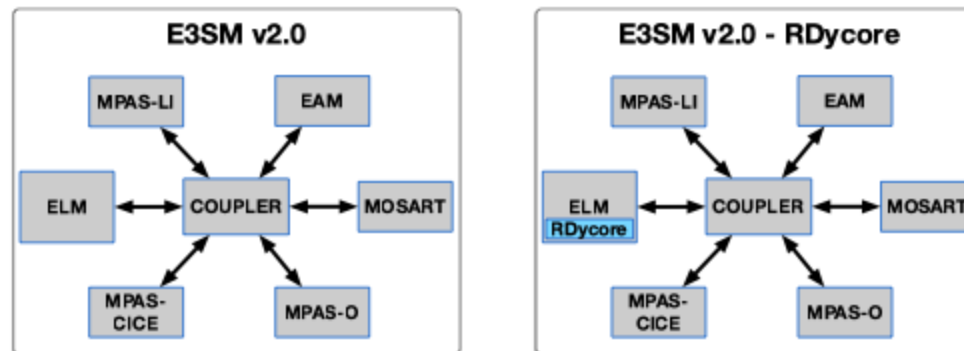 E3SM v2.0
MPAS-LI
EAM
ELM
COUPLER
MOSART
MPAS-
CICE
MPAS-O
E3SM v2.0 - RDycore
MPAS-LI
EAM
ELM
RDycore
COUPLER
MOSART
MPAS-
CICE
MPAS-O